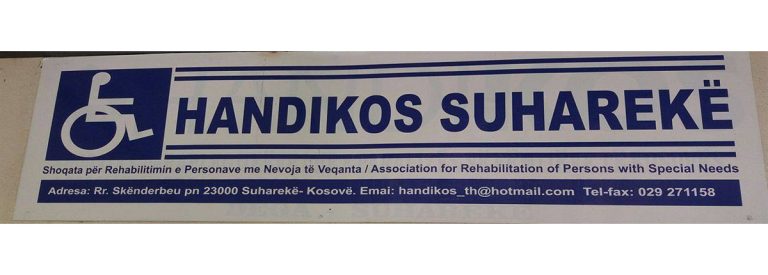 HANDIKOS SUHAREKË
Shoqata për Rehabilitimin e Personave me Nevoja të Veqanta / Association for Rehabilitation of Persons with Special Needs
Adresa: Rr. Skënderbeu pn 23000 Suharekë- Kosovë. Emai: handikos_th@hotmail.com Tel-fax: 029 271158